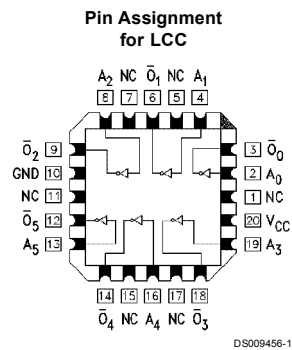 Pin Assignment
for LCC
A₂ NC Ō₁ NC A₁
8 7 6 5 4
Ō₂ 9
GND 10
NC 11
Ō₅ 12
A₅ 13
3 Ō₀
2 A₀
1 NC
20 V_CC
19 A₃
14 15 16 17 18
Ō₄ NC A₄ NC Ō₃
DS009456-1